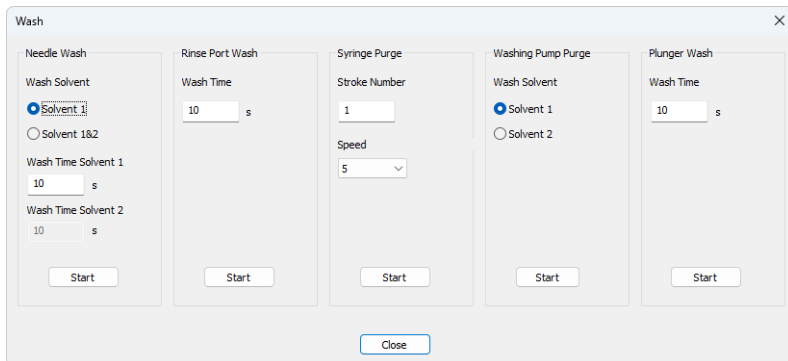 Wash
Needle Wash
Wash Solvent
Solvent 1
Solvent 1&2
Wash Time Solvent 1
10 s
Wash Time Solvent 2
10 s
Start
Rinse Port Wash
Wash Time
10 s
Start
Syringe Purge
Stroke Number
1
Speed
5
Start
Washing Pump Purge
Wash Solvent
Solvent 1
Solvent 2
Start
Plunger Wash
Wash Time
10 s
Start
Close